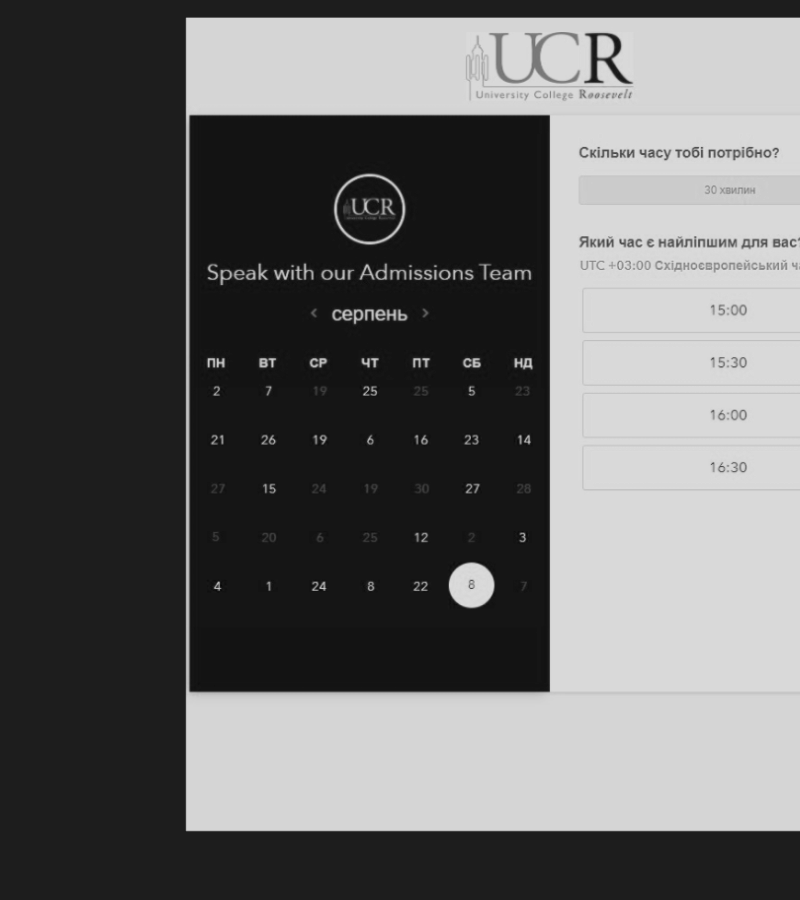 UCR
University College Roosevelt
UCR
Speak with our Admissions Team
< серпень >
ПН ВТ СР ЧТ ПТ СБ НД
2 7 19 25 25 5 23
21 26 19 6 16 23 14
27 15 24 19 30 27 28
5 20 6 25 12 2 3
4 1 24 8 22 8 7
Скільки часу тобі потрібно?
30 хвилин
Який час є найліпшим для вас?
UTC +03:00 Східноєвропейський
15:00
15:30
16:00
16:30